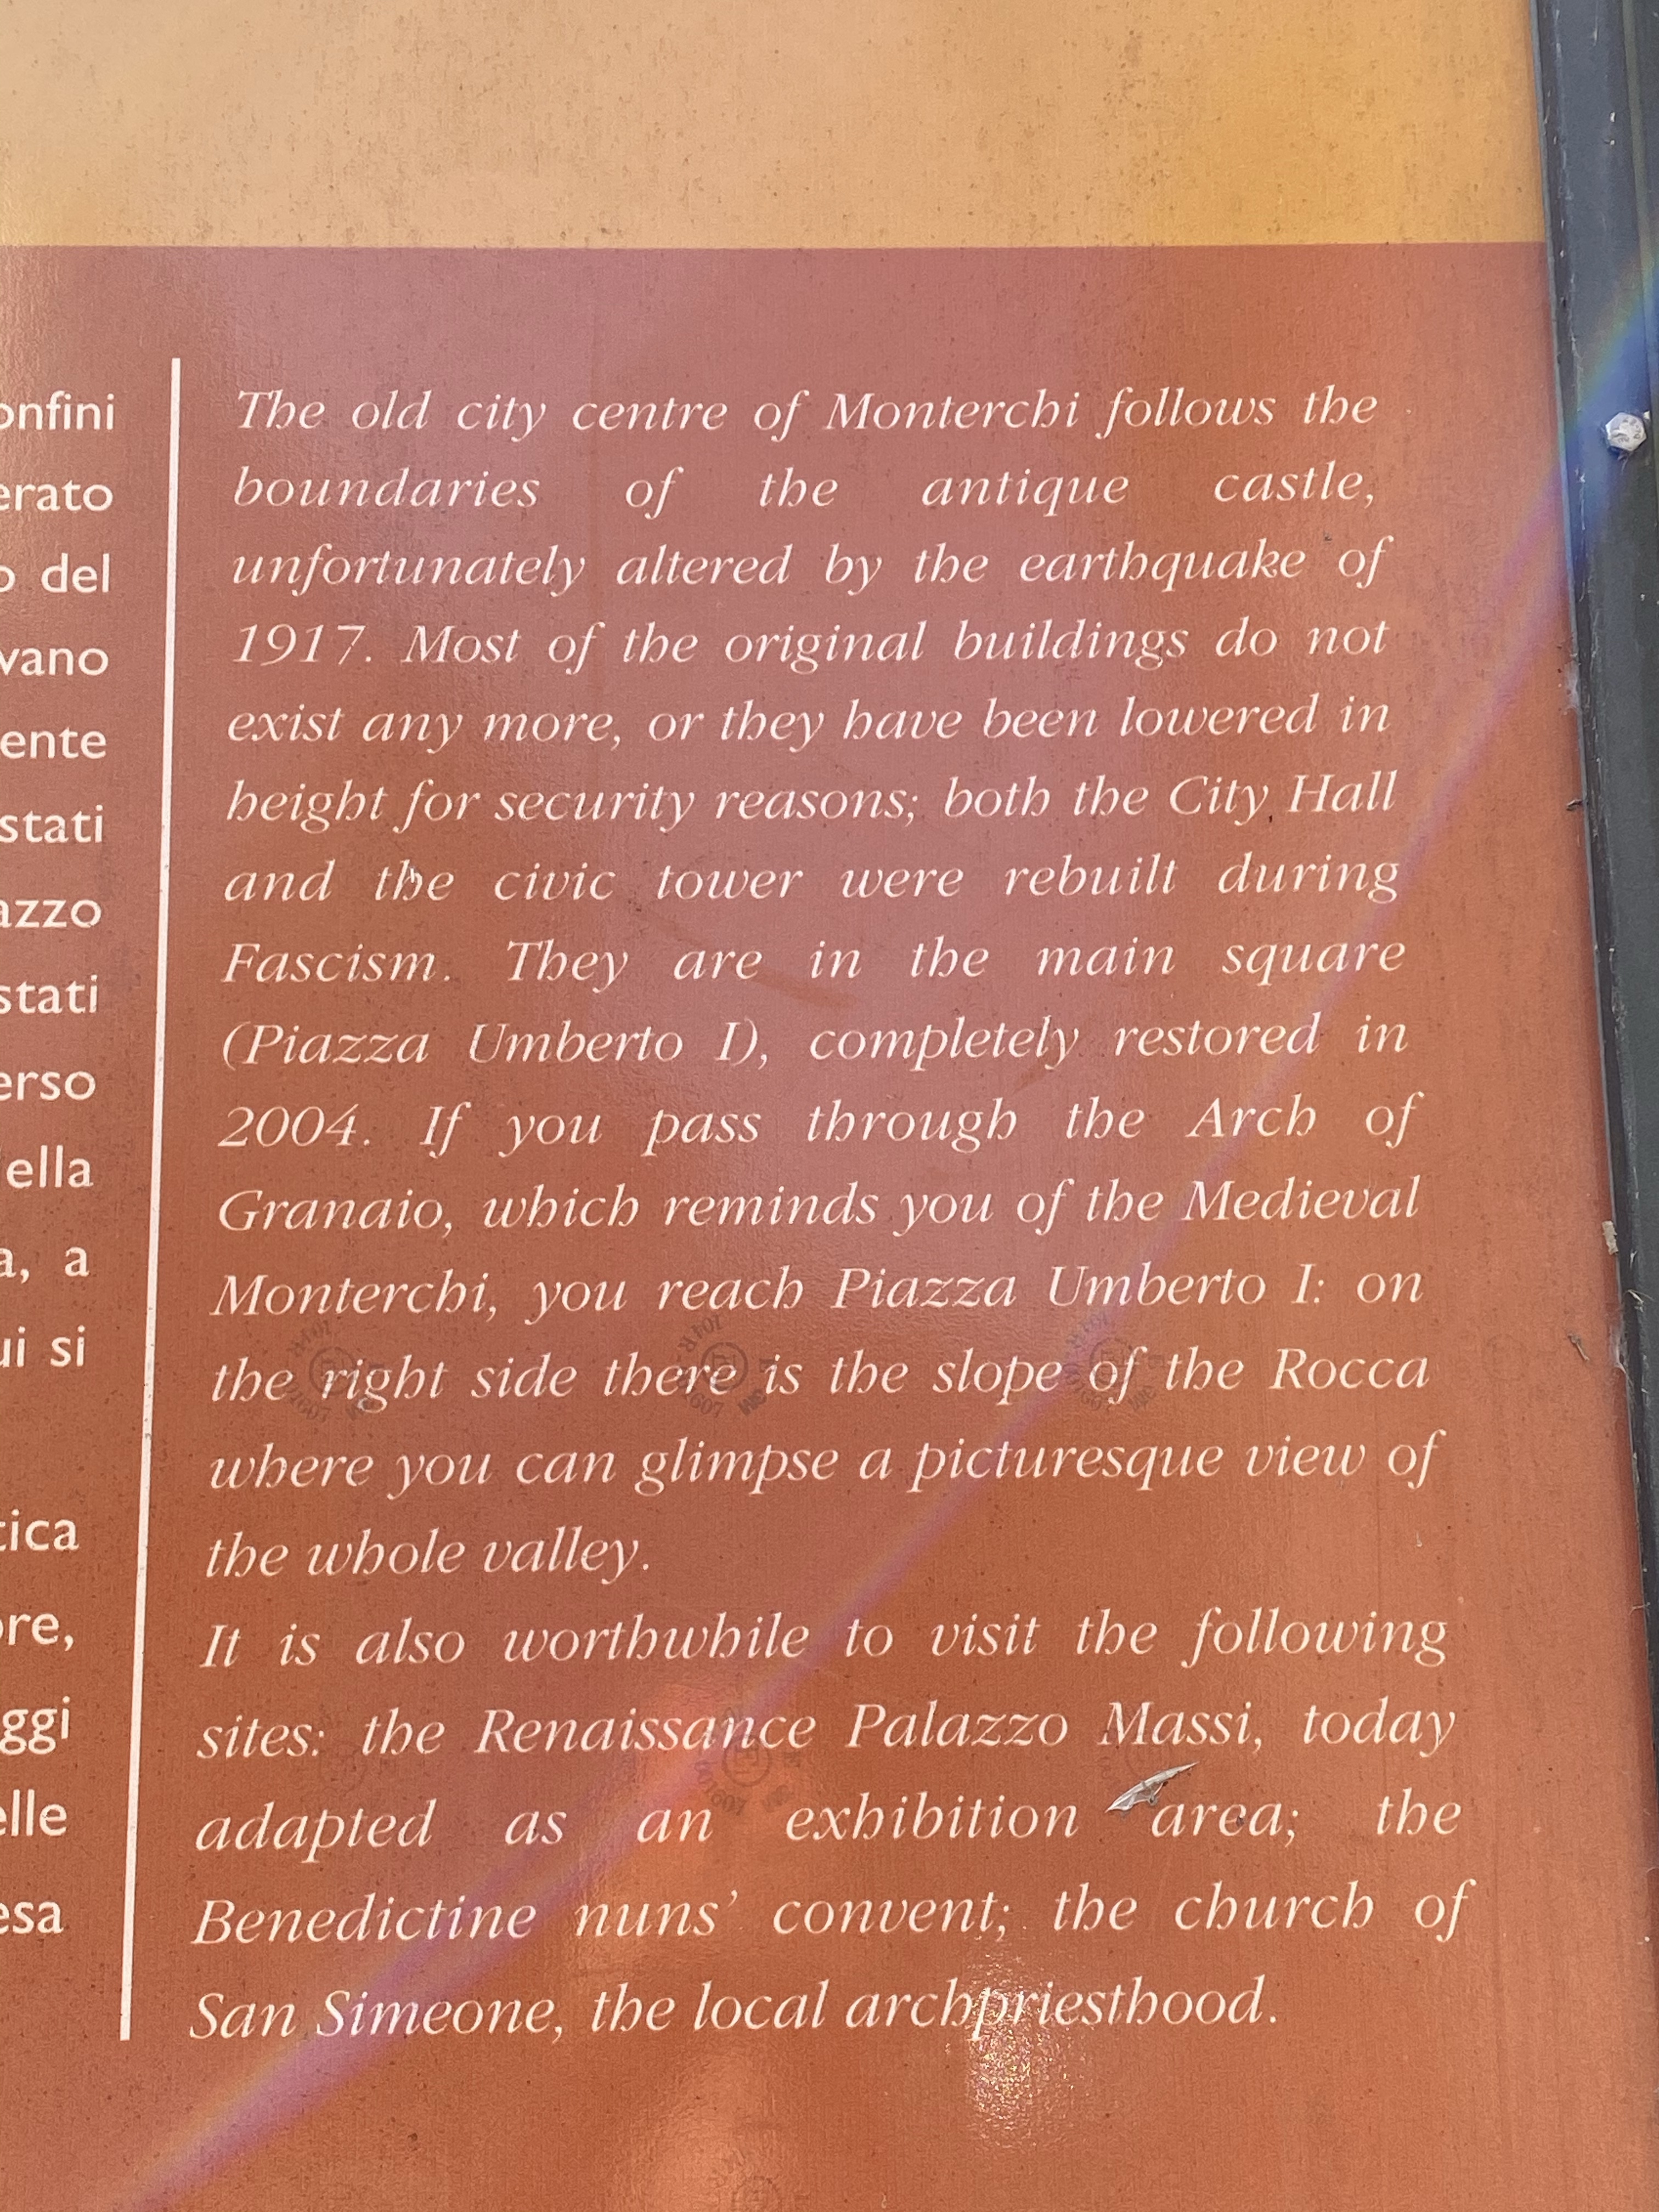 onfini
erato
o del
vano
ente
stati
azzo
stati
erso
ella
a, a
ui si
tica
ore,
ggi
elle
esa
The old city centre of Monterchi follows the
boundaries of the antique castle,
unfortunately altered by the earthquake of
1917. Most of the original buildings do not
exist any more, or they have been lowered in
height for security reasons; both the City Hall
and the civic tower were rebuilt during
Fascism. They are in the main square
(Piazza Umberto I), completely restored in
2004. If you pass through the Arch of
Granaio, which reminds you of the Medieval
Monterchi, you reach Piazza Umberto I: on
the right side there is the slope of the Rocca
where you can glimpse a picturesque view of
the whole valley.
It is also worthwhile to visit the following
sites: the Renaissance Palazzo Massi, today
adapted as an exhibition area; the
Benedictine nuns' convent; the church of
San Simeone, the local archpriesthood.